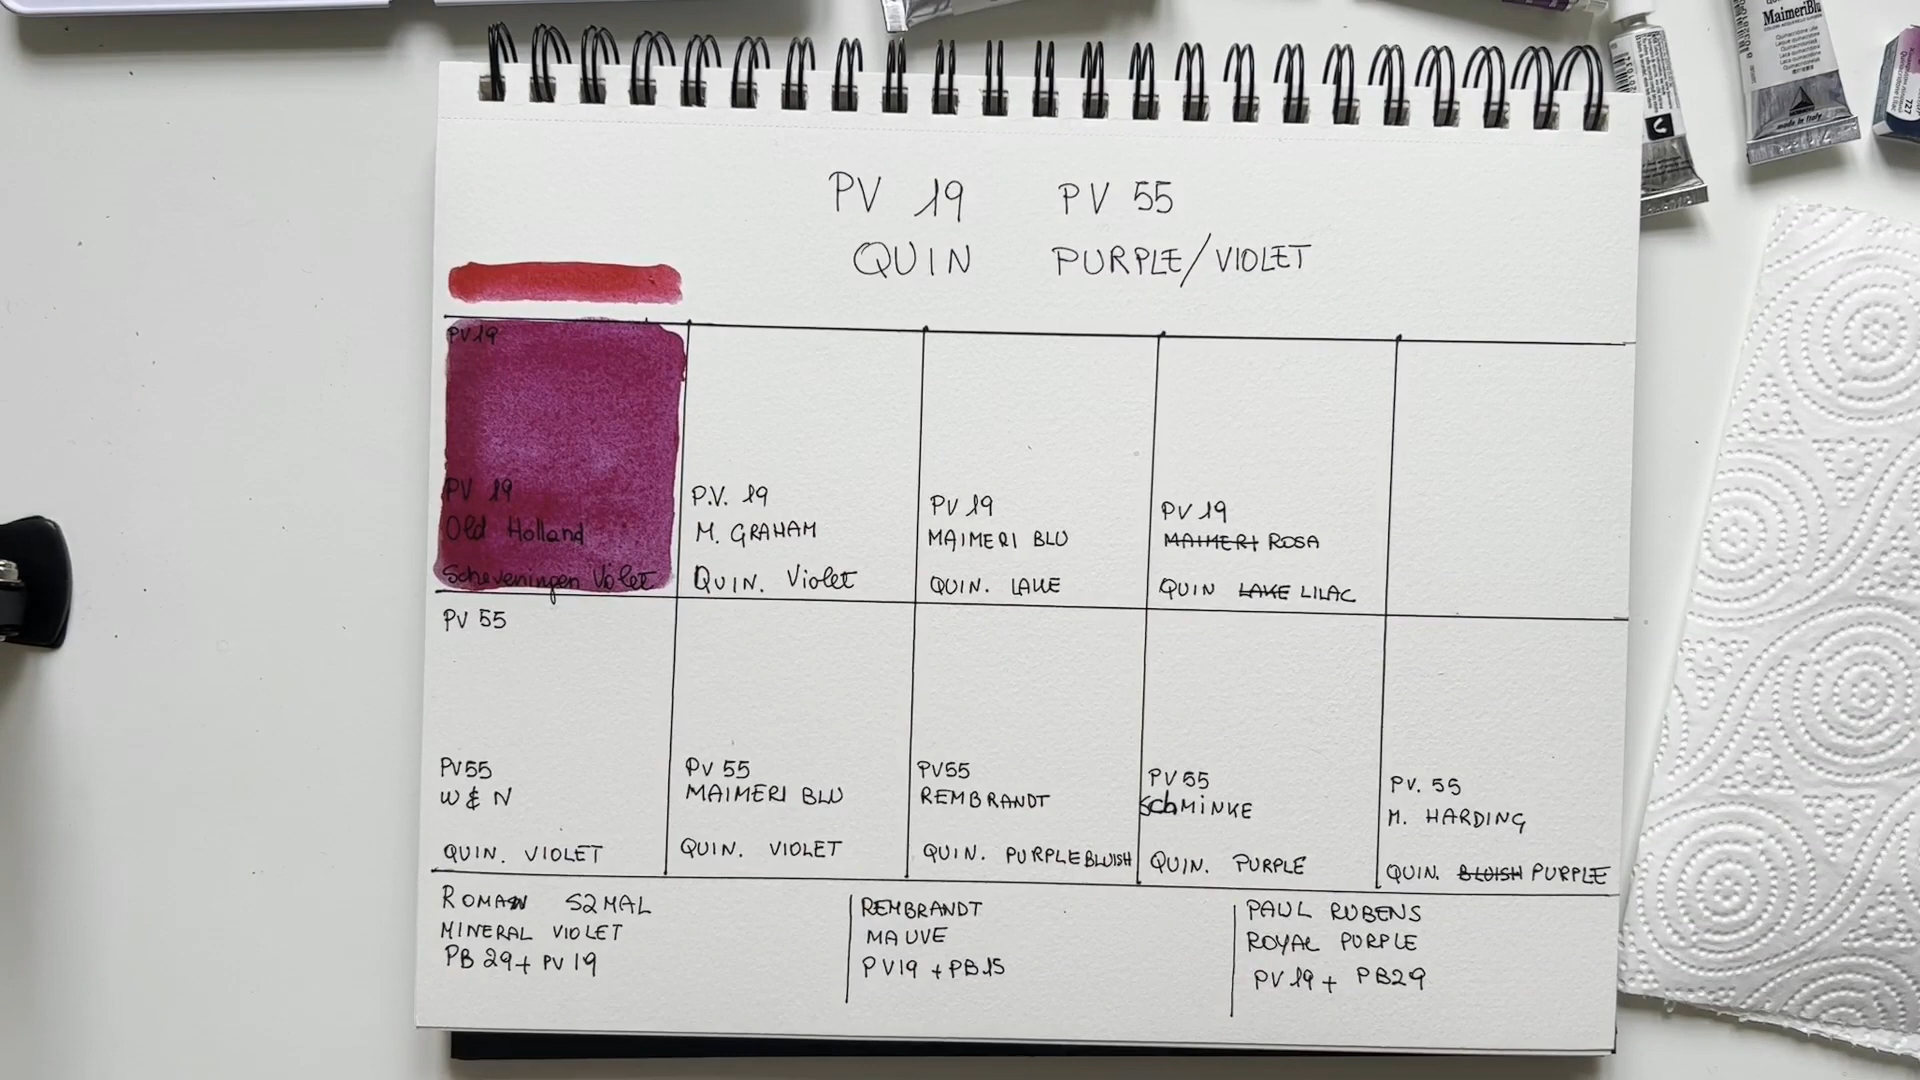 PV 19 PV 55
QUIN PURPLE/VIOLET
PV19
PV 19
Old Holland
Scheveningen Violet
P.V. 19
M. GRAHAM
QUIN. Violet
PV 19
MAIMERI BLU
QUIN. LAKE
PV 19
MAIMERI ROSA
QUIN LAKE LILAC
PV 55
PV55
W & N
QUIN. VIOLET
PV 55
MAIMERI BLU
QUIN. VIOLET
PV55
REMBRANDT
QUIN. PURPLE BLUISH
PV 55
SchMiNKE
QUIN. PURPLE
PV. 55
M. HARDING
QUIN. BLUISH PURPLE
ROMAN SZMAL
MINERAL VIOLET
PB 29 + PV 19
REMBRANDT
MAUVE
PV19 + PB15
PAUL RUBENS
ROYAL PURPLE
PV 19 + PB29
MaimeriBlu
made in Italy
727